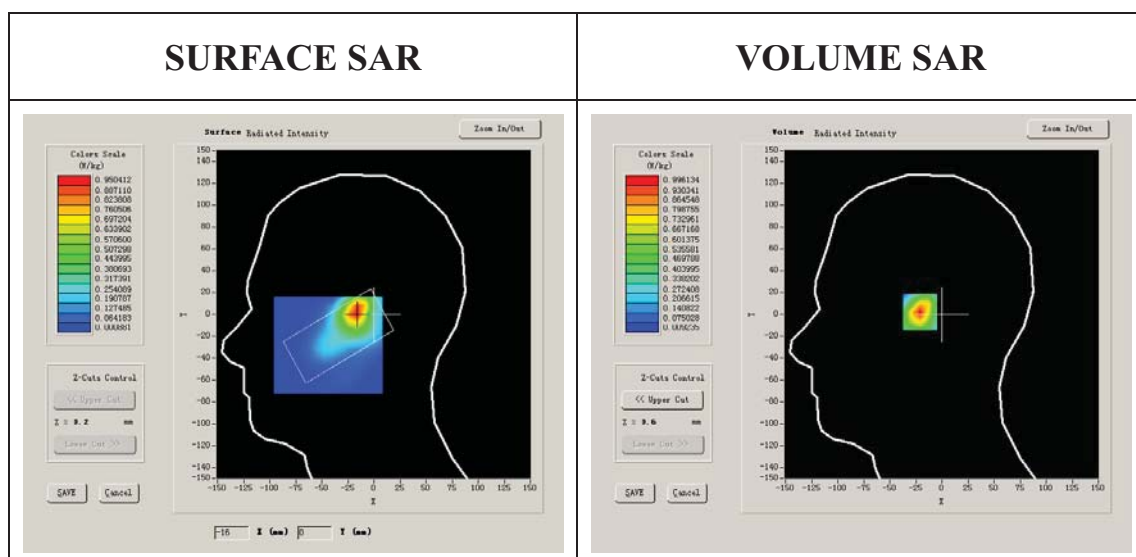 SURFACE SAR
Surface Radiated Intensity
Zoom In/Out
Colors Scale
(W/kg)
0.950412
0.887110
0.823808
0.760506
0.697204
0.633902
0.570600
0.507298
0.443995
0.380693
0.317391
0.254089
0.190787
0.127485
0.064183
0.000881
150
140
120
100
80
60
40
20
0
-20
-40
-60
-80
-100
-120
-140
-150
Y
-150 -125 -100 -75 -50 -25 0 25 50 75 100 125 150
X
Z-Cuts Control
<< Upper Cut
mm
Lower Cut >>
SAVE
Cancel
-16 X (mm) 0 Y (mm)
VOLUME SAR
Volume Radiated Intensity
Zoom In/Out
Colors Scale
(W/kg)
0.996134
0.930341
0.864548
0.798755
0.732961
0.667168
0.601375
0.535581
0.469788
0.403995
0.338202
0.272408
0.206615
0.140822
0.075028
0.009235
150
140
120
100
80
60
40
20
0
-20
-40
-60
-80
-100
-120
-140
-150
Y
-150 -125 -100 -75 -50 -25 0 25 50 75 100 125 150
X
Z-Cuts Control
<< Upper Cut
mm
Lower Cut >>
SAVE
Cancel